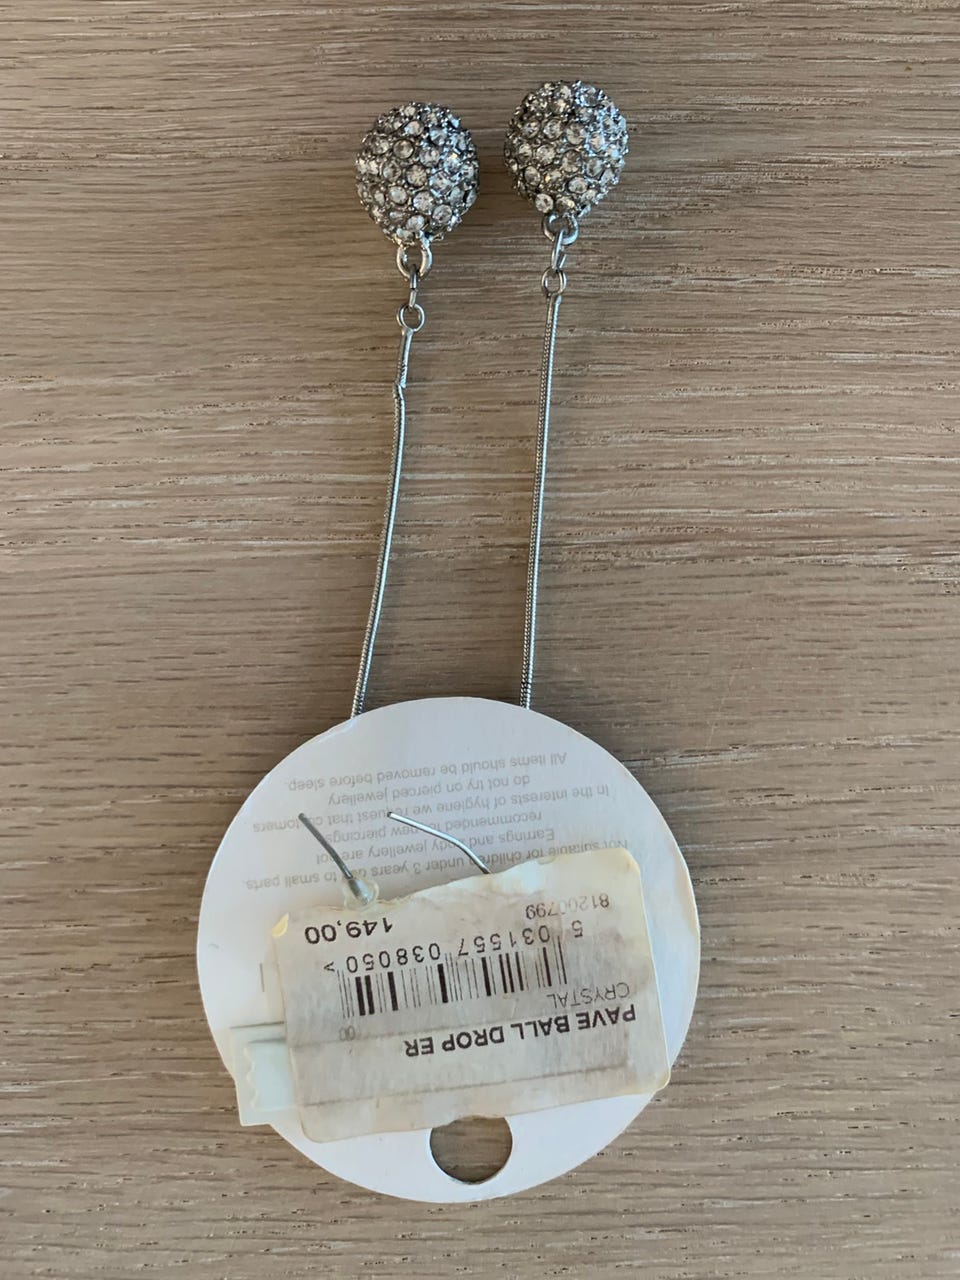 PAVE BALL DROP ER
CRYSTAL
00
5 031557 038050 >
81200799
149,00
Not suitable for children under 3 years due to small parts.
Earrings and body jewellery are not
recommended for new piercings
In the interests of hygiene we request that customers
do not try on pierced jewellery
All items should be removed before sleep.